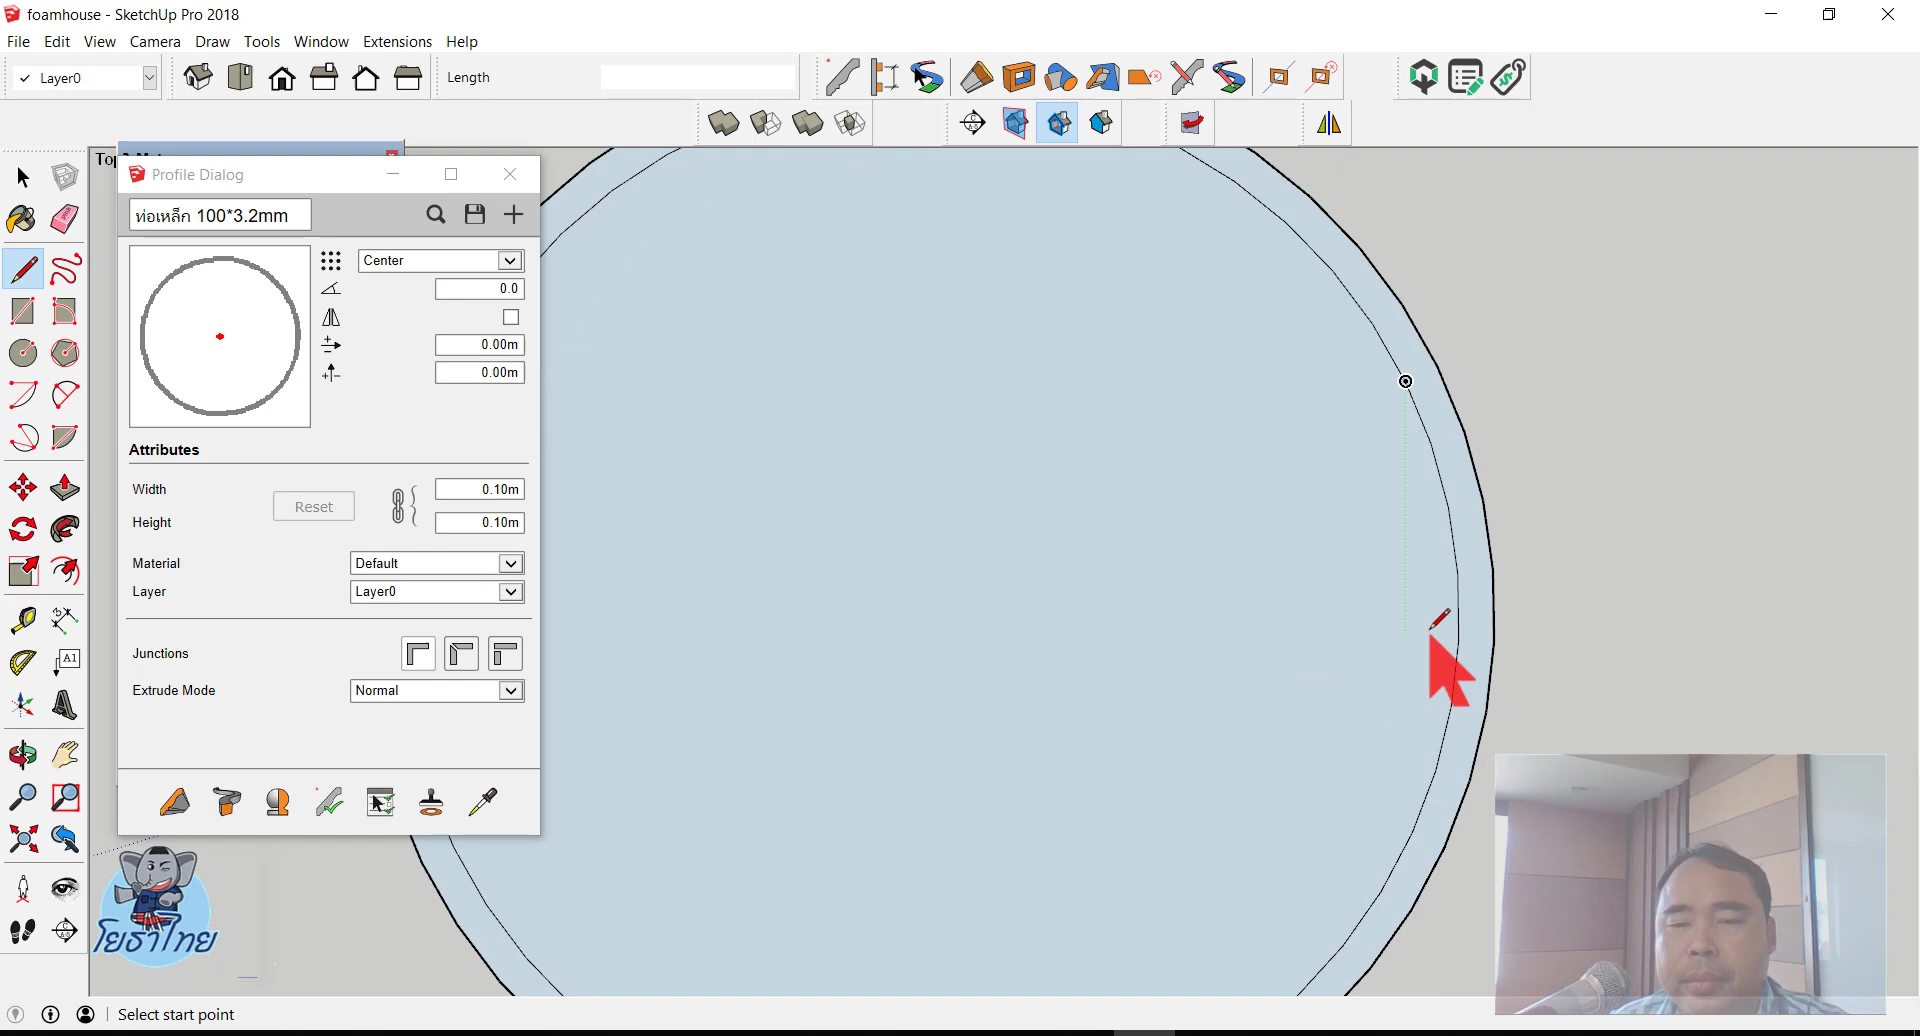 foamhouse - SketchUp Pro 2018
File Edit View Camera Draw Tools Window Extensions Help
Layer0
Length
Top
Profile Dialog
ท่อเหล็ก 100*3.2mm
Center
0.0
0.00m
0.00m
Attributes
Width 0.10m
Reset
Height 0.10m
Material Default
Layer Layer0
Junctions
Extrude Mode Normal
A1
โยธาไทย
Select start point